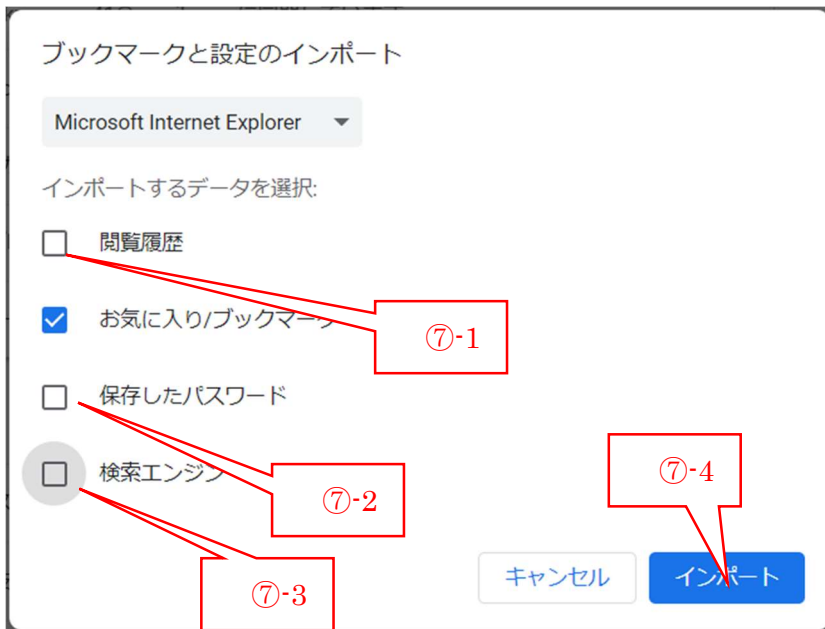 ブックマークと設定のインポート
Microsoft Internet Explorer
インポートするデータを選択:
閲覧履歴
お気に入り/ブックマーク
⑦-1
保存したパスワード
検索エンジン
⑦-2
⑦-4
⑦-3
キャンセル
インポート